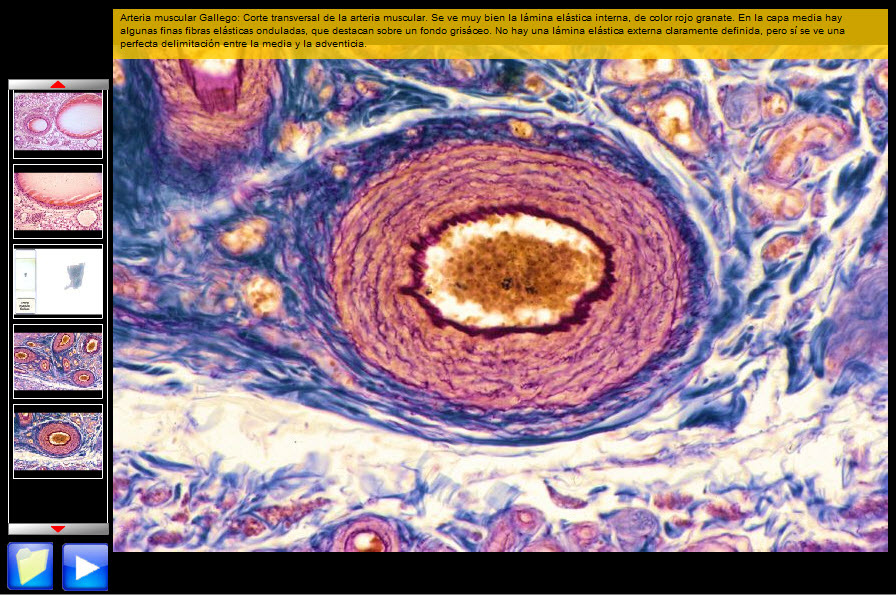 Arteria muscular Gallego: Corte transversal de la arteria muscular. Se ve muy bien la lámina elástica interna, de color rojo granate. En la capa media hay
algunas finas fibras elásticas onduladas, que destacan sobre un fondo grisáceo. No hay una lámina elástica externa claramente definida, pero sí se ve una
perfecta delimitación entre la media y la adventicia.